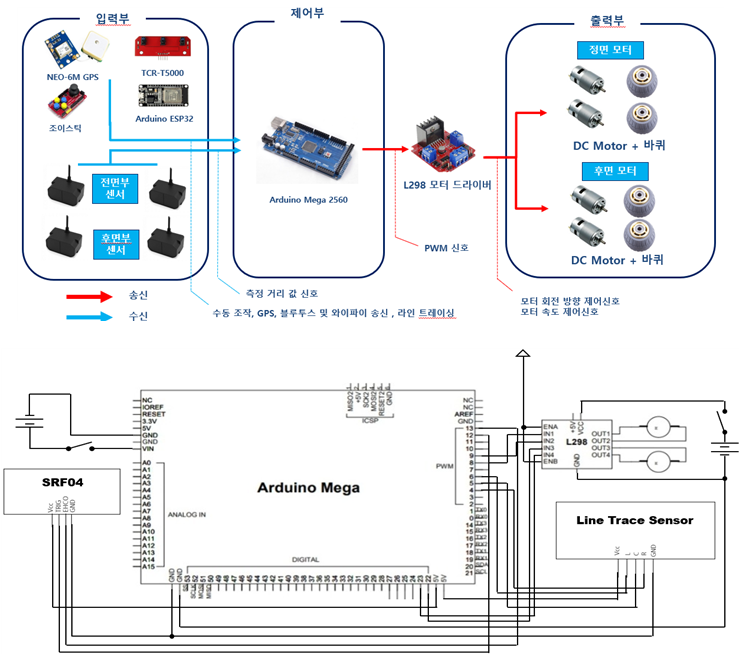 입력부
제어부
출력부
NEO-6M GPS
TCR-T5000
조이스틱
Arduino ESP32
전면부
센서
후면부
센서
Arduino Mega 2560
L298 모터 드라이버
정면 모터
DC Motor + 바퀴
후면 모터
DC Motor + 바퀴
PWM 신호
측정 거리 값 신호
송신
수신
수동 조작, GPS, 블루투스 및 와이파이 송신 , 라인 트레이싱
모터 회전 방향 제어신호
모터 속도 제어신호
NC
IOREF
RESET
3.3V
5V
GND
GND
VIN
A0
A1
A2
A3
A4
A5
A6
A7
A8
A9
A10
A11
A12
A13
A14
A15
ANALOG IN
MISO2
+5V
SCK2
MOSI2
RESET2
GND
ICSP
Arduino Mega
NC
NC
AREF
GND
13
12
11
10
9
8
7
6
5
4
3
2
PWM
1
0
14
15
16
17
18
19
20
21
SCL
DIGITAL
GND
GND
53
52
51
50
49
48
47
46
45
44
43
42
41
40
39
38
37
36
35
34
33
32
31
30
29
28
27
26
25
24
23
22
5V
5V
SRF04
Vcc
TRIG
EHCO
GND
ENA
IN1
IN2
IN3
IN4
ENB
+5V
VCC
L298
GND
OUT1
OUT2
OUT3
OUT4
Line Trace Sensor
Vcc
L
C
R
GND